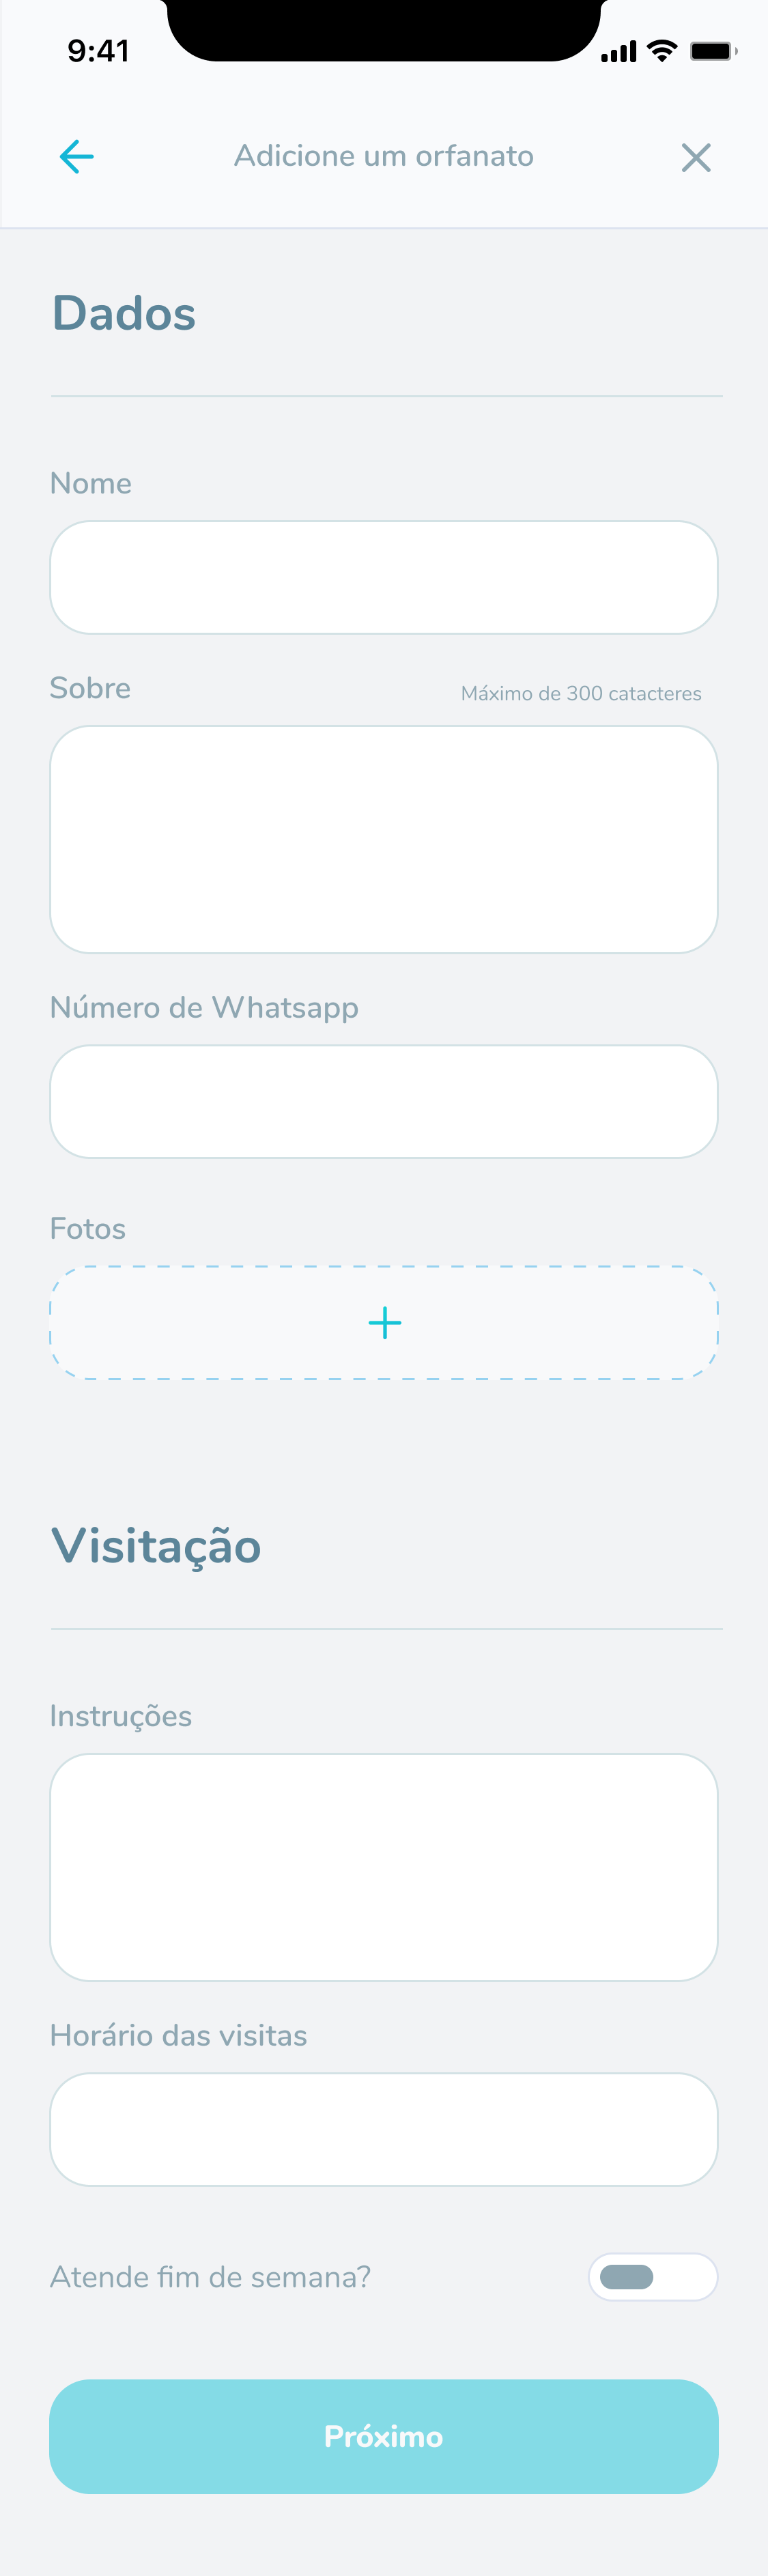 9:41
Adicione um orfanato
Dados
Nome
Sobre
Máximo de 300 catacteres
Número de Whatsapp
Fotos
Visitação
Instruções
Horário das visitas
Atende fim de semana?
Próximo